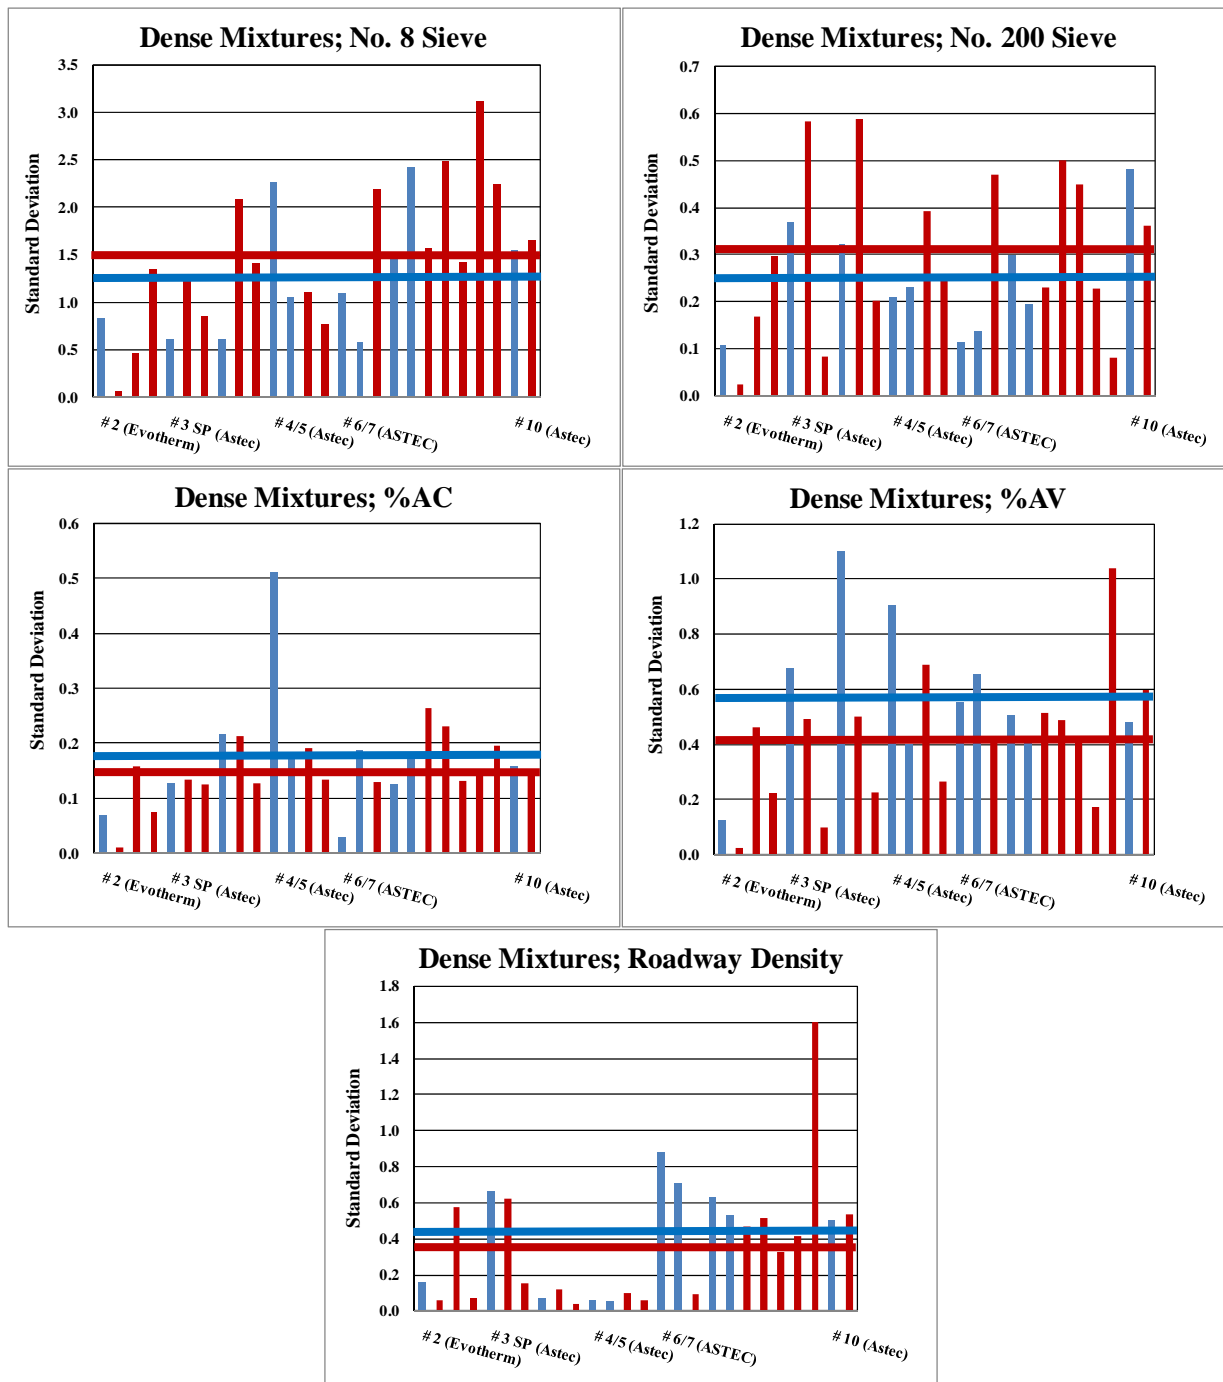 Dense Mixtures; No. 8 Sieve
3.5
3.0
2.5
2.0
1.5
1.0
0.5
0.0
Standard Deviation
# 2 (Evotherm)
# 3 SP (Astec)
# 4/5 (Astec)
# 6/7 (ASTEC)
# 10 (Astec)
Dense Mixtures; No. 200 Sieve
0.7
0.6
0.5
0.4
0.3
0.2
0.1
0.0
Standard Deviation
# 2 (Evotherm)
# 3 SP (Astec)
# 4/5 (Astec)
# 6/7 (ASTEC)
# 10 (Astec)
Dense Mixtures; %AC
0.6
0.5
0.4
0.3
0.2
0.1
0.0
Standard Deviation
# 2 (Evotherm)
# 3 SP (Astec)
# 4/5 (Astec)
# 6/7 (ASTEC)
# 10 (Astec)
Dense Mixtures; %AV
1.2
1.0
0.8
0.6
0.4
0.2
0.0
Standard Deviation
# 2 (Evotherm)
# 3 SP (Astec)
# 4/5 (Astec)
# 6/7 (ASTEC)
# 10 (Astec)
Dense Mixtures; Roadway Density
1.8
1.6
1.4
1.2
1.0
0.8
0.6
0.4
0.2
0.0
Standard Deviation
# 2 (Evotherm)
# 3 SP (Astec)
# 4/5 (Astec)
# 6/7 (ASTEC)
# 10 (Astec)